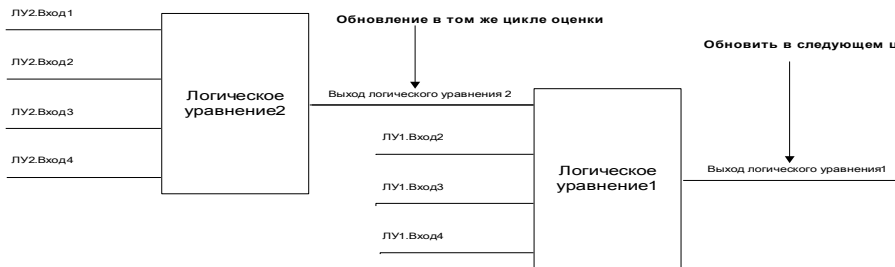 ЛУ2.Вход1
Обновление в том же цикле оценки
Обновить в следующем ц
ЛУ2.Вход2
Логическое
уравнение2
Выход логического уравнения 2
ЛУ2.Вход3
ЛУ1.Вход2
ЛУ2.Вход4
Логическое
уравнение1
Выход логического уравнения1
ЛУ1.Вход3
ЛУ1.Вход4